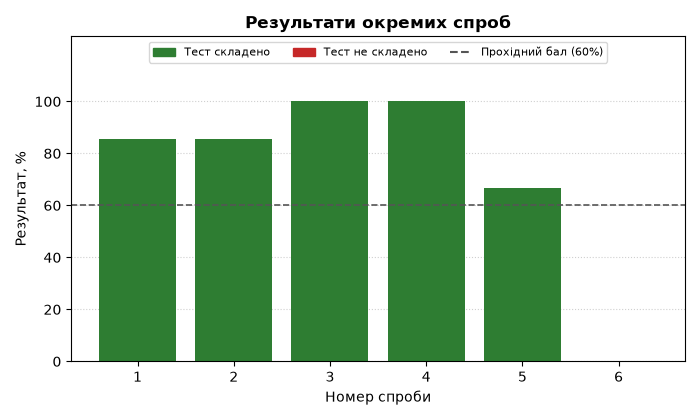 Результати окремих спроб
Тест складено
Тест не складено
Прохідний бал (60%)
Результат, %
100
80
60
40
20
0
1 2 3 4 5 6
Номер спроби